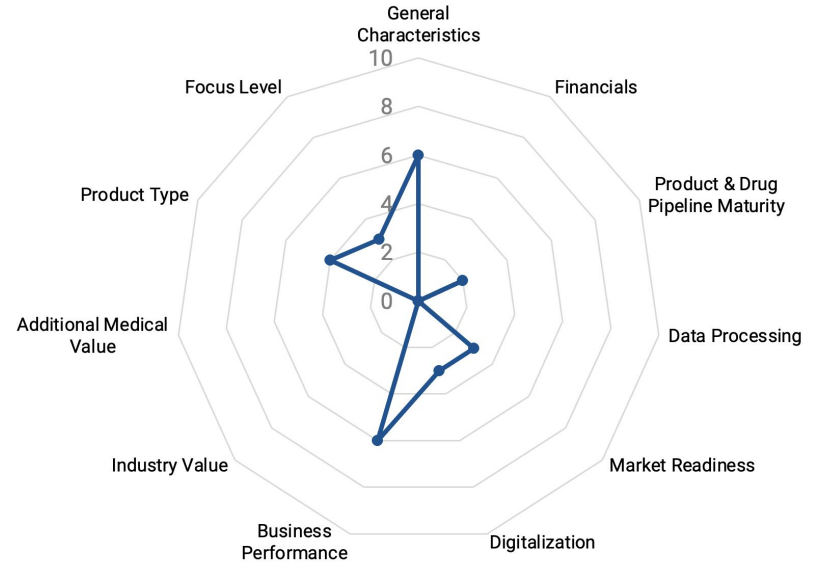 General
Characteristics
10
Focus Level
Financials
8
6
Product Type
Product & Drug
Pipeline Maturity
4
2
0
Additional Medical
Value
Data Processing
Industry Value
Market Readiness
Business
Performance
Digitalization